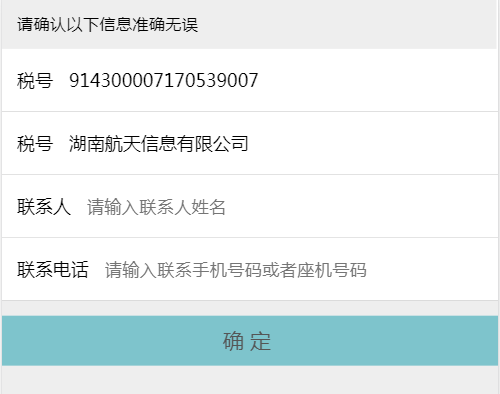 请确认以下信息准确无误
税号 914300007170539007
税号 湖南航天信息有限公司
联系人 请输入联系人姓名
联系电话 请输入联系手机号码或者座机号码
确 定